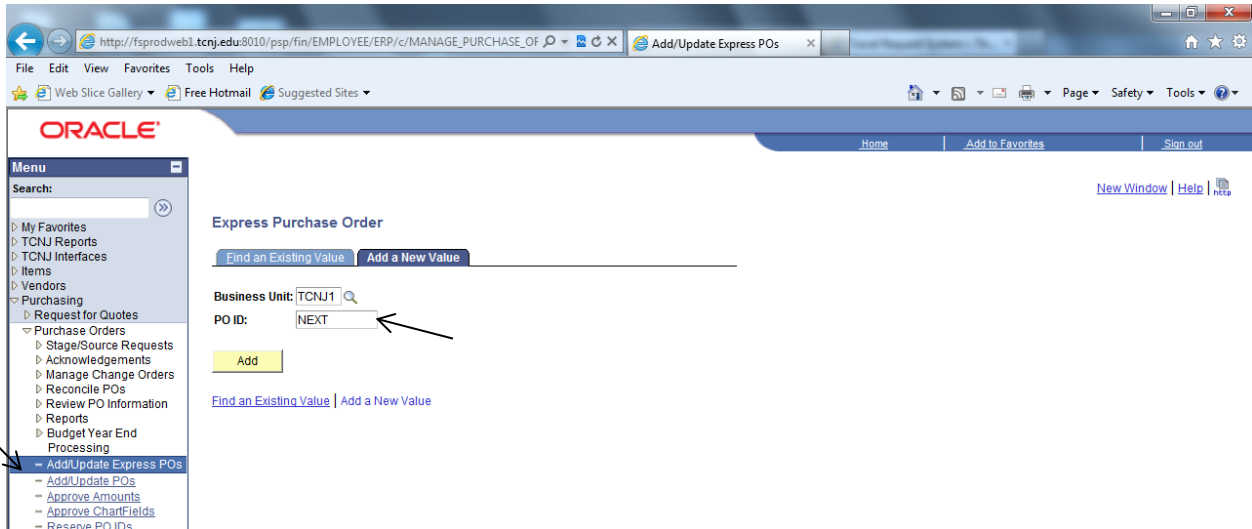 http://fsprodweb1.tcnj.edu:8010/psp/fin/EMPLOYEE/ERP/c/MANAGE_PURCHASE_OF
Add/Update Express POs
File Edit View Favorites Tools Help
Web Slice Gallery Free Hotmail Suggested Sites
Page Safety Tools
ORACLE
Home Add to Favorites Sign out
Menu
Search:
New Window | Help | http
My Favorites
TCNJ Reports
TCNJ Interfaces
Items
Vendors
Purchasing
Request for Quotes
Purchase Orders
Stage/Source Requests
Acknowledgements
Manage Change Orders
Reconcile POs
Review PO Information
Reports
Budget Year End
Processing
Add/Update Express POs
Add/Update POs
Approve Amounts
Approve ChartFields
Reserve PO IDs
Express Purchase Order
Find an Existing Value Add a New Value
Business Unit: TCNJ1
PO ID: NEXT
Add
Find an Existing Value | Add a New Value